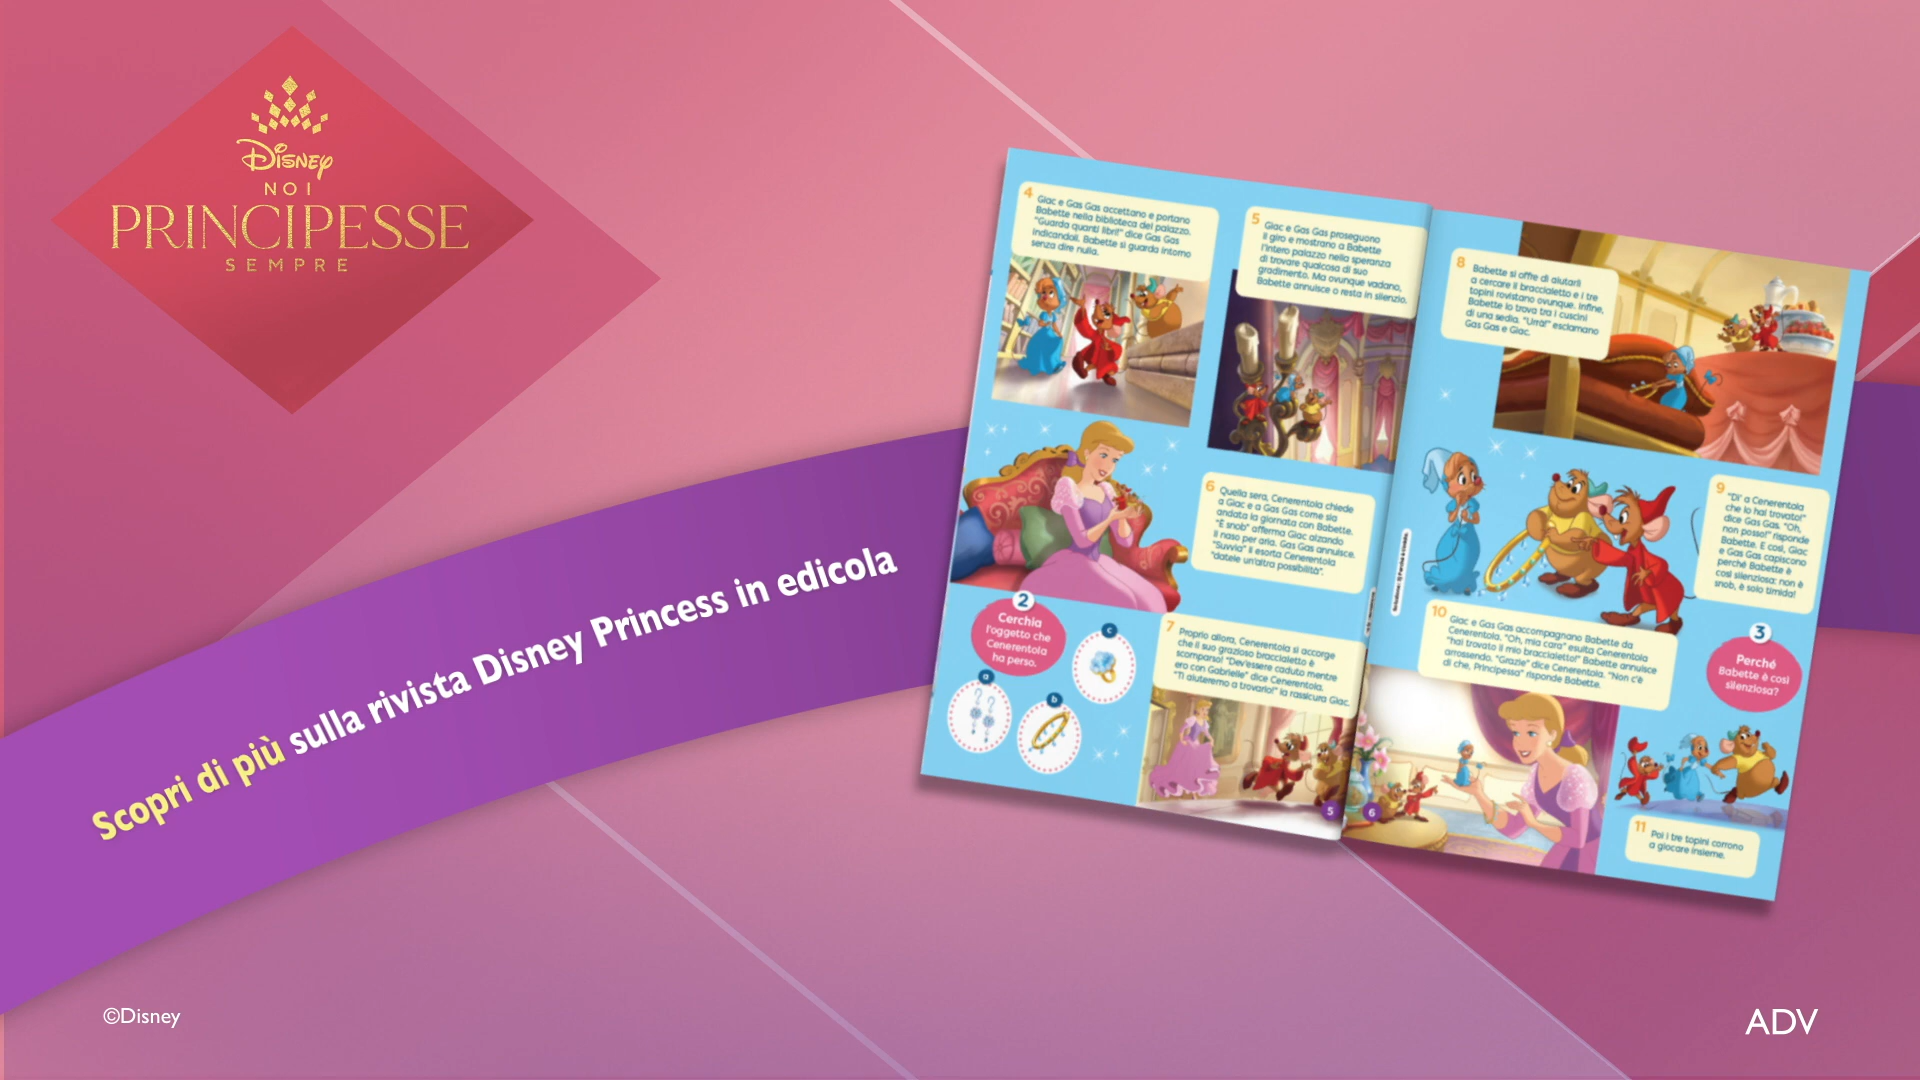 Disney
NOI
PRINCIPESSE
SEMPRE
Scopri di più sulla rivista Disney Princess in edicola
4
Giac e Gas Gas accettano e portano
Babette nella biblioteca del palazzo.
"Guarda quanti libri!" dice Gas Gas
indicandoli. Babette si guarda intorno
senza dire nulla.
5
Giac e Gas Gas proseguono
il giro e mostrano a Babette
l'intero palazzo nella speranza
di trovare qualcosa di suo
gradimento. Ma ovunque vadano,
Babette annuisce o resta in silenzio.
6
Quella sera, Cenerentola chiede
a Giac e a Gas Gas come sia
andata la giornata con Babette.
"È snob" afferma Giac alzando
il naso per aria. Gas Gas annuisce.
"Suvvia" li esorta Cenerentola
"datele un'altra possibilità".
2
Cerchia
l'oggetto che
Cenerentola
ha perso.
a
b
c
7
Proprio allora, Cenerentola si accorge
che il suo grazioso braccialetto è
scomparso! "Dev'essere caduto mentre
ero con Gabrielle" dice Cenerentola.
"Ti aiuteremo a trovarlo!" la rassicura Giac.
5
8
Babette si offre di aiutarli
a cercare il braccialetto e i tre
topini rovistano ovunque. Infine,
Babette lo trova tra i cuscini
di una sedia. "Urrà!" esclamano
Gas Gas e Giac.
9
"Di' a Cenerentola
che lo hai trovato!"
dice Gas Gas. "Oh,
non posso!" risponde
Babette. E così, Giac
e Gas Gas capiscono
perché Babette è
così silenziosa: non è
snob, è solo timida!
10
Giac e Gas Gas accompagnano Babette da
Cenerentola. "Oh, mia cara" esulta Cenerentola
"hai trovato il mio braccialetto!" Babette annuisce
arrossendo. "Grazie" dice Cenerentola. "Non c'è
di che, Principessa" risponde Babette.
3
Perché
Babette è così
silenziosa?
11
Poi i tre topini corrono
a giocare insieme.
6
©Disney
ADV